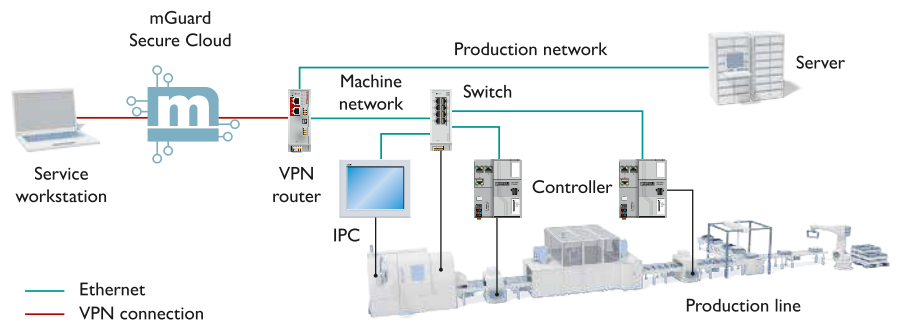 mGuard
Secure Cloud
Production network
Server
Machine
network
Switch
m
Service
workstation
VPN
router
Controller
IPC
Ethernet
VPN connection
Production line